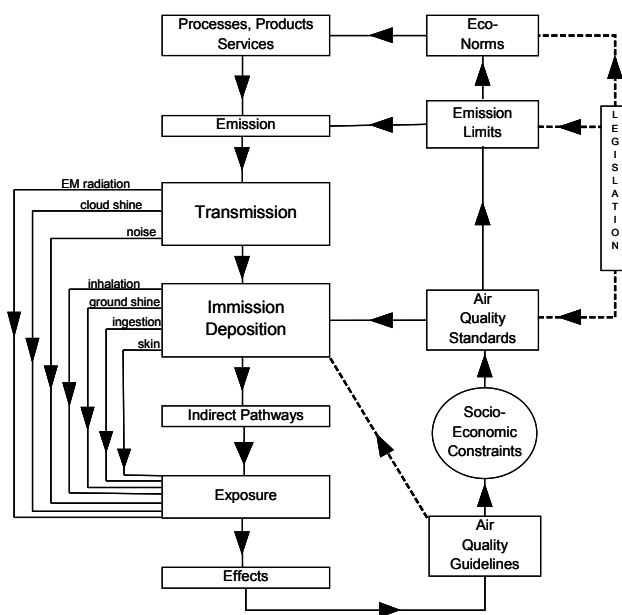 Processes, Products
Services
Eco-
Norms
Emission
Emission
Limits
LEGISLATION
EM radiation
cloud shine
noise
Transmission
inhalation
ground shine
ingestion
skin
Immission
Deposition
Air
Quality
Standards
Indirect Pathways
Socio-
Economic
Constraints
Exposure
Air
Quality
Guidelines
Effects